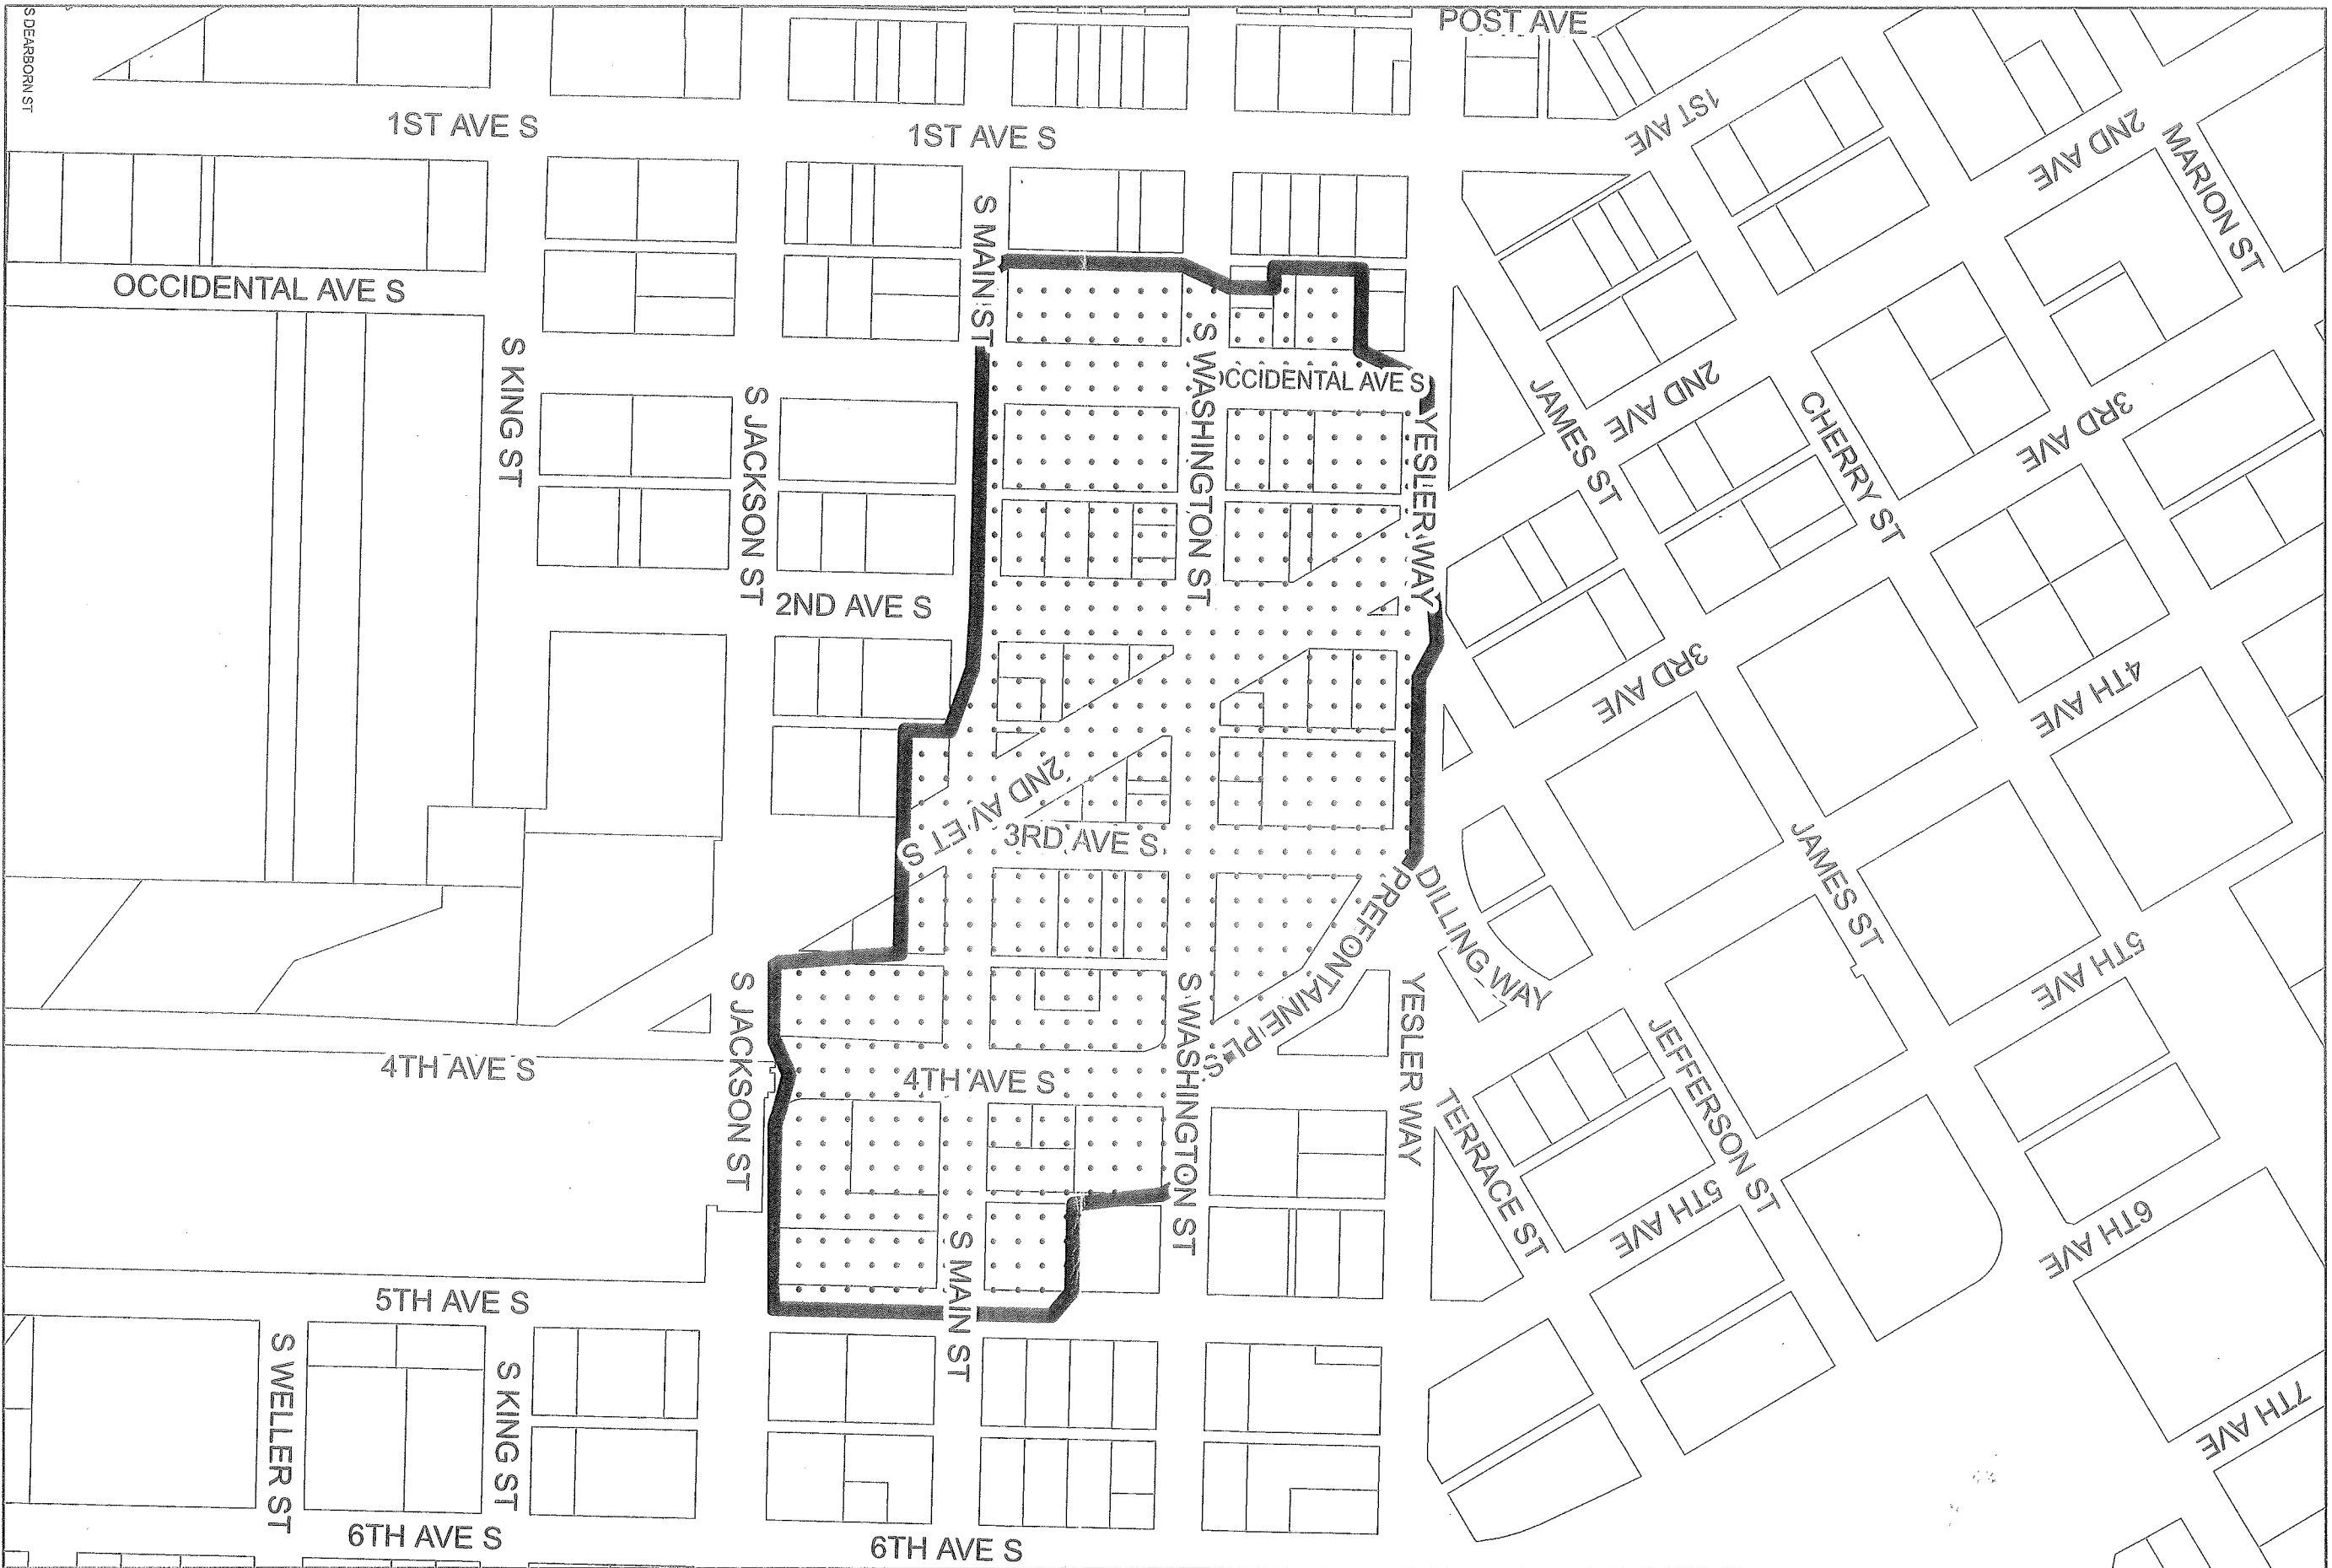 POST AVE
S DEARBORN ST
1ST AVE S
1ST AVE S
1ST AVE
2ND AVE
MARION ST
S MAIN ST
OCCIDENTAL AVE S
S KING ST
S WASHINGTON ST
OCCIDENTAL AVE S
S JACKSON ST
YESLER WAY
JAMES ST
2ND AVE
CHERRY ST
3RD AVE
2ND AVE S
3RD AVE
4TH AVE
2ND AV ET S
3RD AVE S
PREFONTAINE PL S
DILLING WAY
JAMES ST
5TH AVE
S JACKSON ST
S WASHINGTON ST
YESLER WAY
4TH AVE S
4TH AVE S
TERRACE ST
JEFFERSON ST
5TH AVE
6TH AVE
S MAIN ST
5TH AVE S
S WELLER ST
S KING ST
7TH AVE
6TH AVE S
6TH AVE S